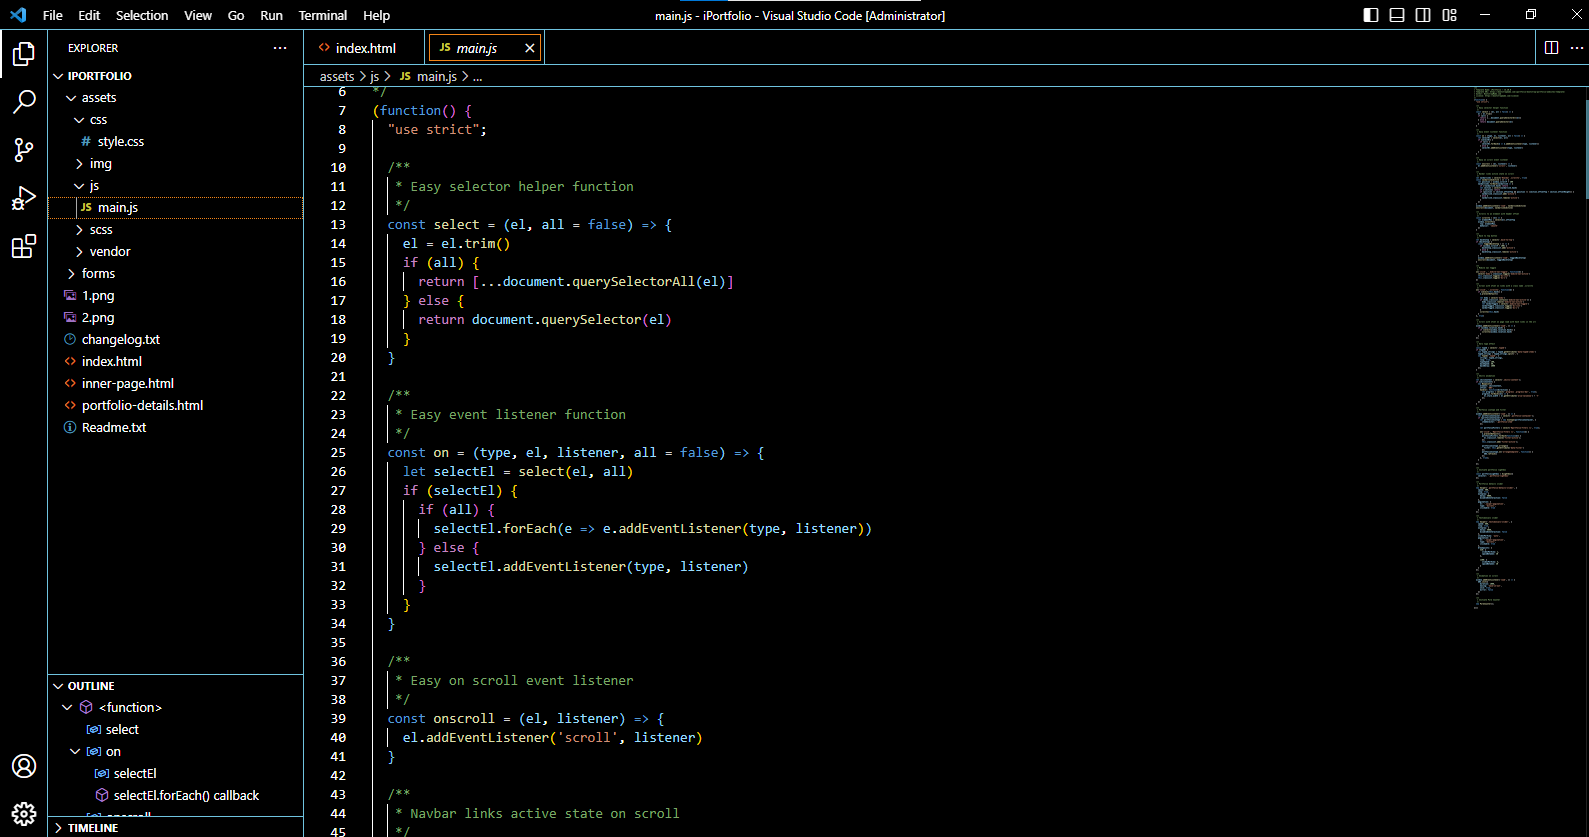 File Edit Selection View Go Run Terminal Help
main.js - iPortfolio - Visual Studio Code [Administrator]
EXPLORER
IPORTFOLIO
assets
css
# style.css
img
js
JS main.js
scss
vendor
forms
1.png
2.png
changelog.txt
<> index.html
<> inner-page.html
<> portfolio-details.html
Readme.txt
OUTLINE
<function>
select
on
selectEl
selectEl.forEach() callback
onscroll
TIMELINE
<> index.html JS main.js
assets > js > JS main.js > ...
6 */
7 (function() {
8 "use strict";
9
10 /**
11 * Easy selector helper function
12 */
13 const select = (el, all = false) => {
14 el = el.trim()
15 if (all) {
16 return [...document.querySelectorAll(el)]
17 } else {
18 return document.querySelector(el)
19 }
20 }
21
22 /**
23 * Easy event listener function
24 */
25 const on = (type, el, listener, all = false) => {
26 let selectEl = select(el, all)
27 if (selectEl) {
28 if (all) {
29 selectEl.forEach(e => e.addEventListener(type, listener))
30 } else {
31 selectEl.addEventListener(type, listener)
32 }
33 }
34 }
35
36 /**
37 * Easy on scroll event listener
38 */
39 const onscroll = (el, listener) => {
40 el.addEventListener('scroll', listener)
41 }
42
43 /**
44 * Navbar links active state on scroll
45 */